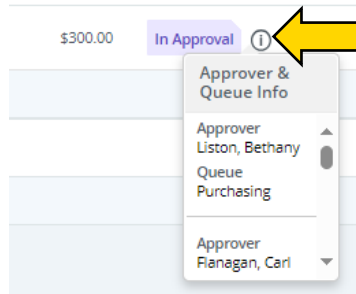 $300.00 In Approval
Approver &
Queue Info
Approver
Liston, Bethany
Queue
Purchasing
Approver
Flanagan, Carl